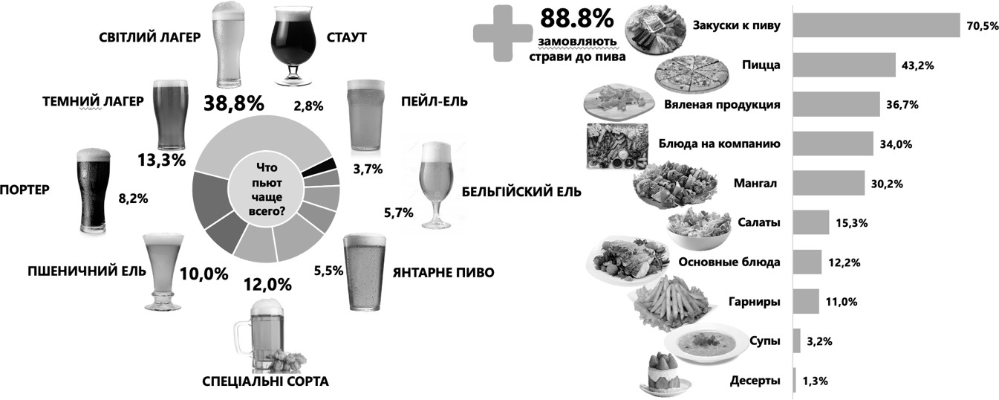 СВІТЛИЙ ЛАГЕР
СТАУТ
38,8%
2,8%
ТЕМНИЙ ЛАГЕР
13,3%
ПЕЙЛ-ЕЛЬ
3,7%
ПОРТЕР
8,2%
Что
пьют
чаще
всего?
БЕЛЬГІЙСКИЙ ЕЛЬ
5,7%
ПШЕНИЧНИЙ ЕЛЬ
10,0%
12,0%
5,5%
ЯНТАРНЕ ПИВО
СПЕЦІАЛЬНІ СОРТА
88.8%
замовляють
страви до пива
Закуски к пиву 70,5%
Пицца 43,2%
Вяленая продукция 36,7%
Блюда на компанию 34,0%
Мангал 30,2%
Салаты 15,3%
Основные блюда 12,2%
Гарниры 11,0%
Супы 3,2%
Десерты 1,3%